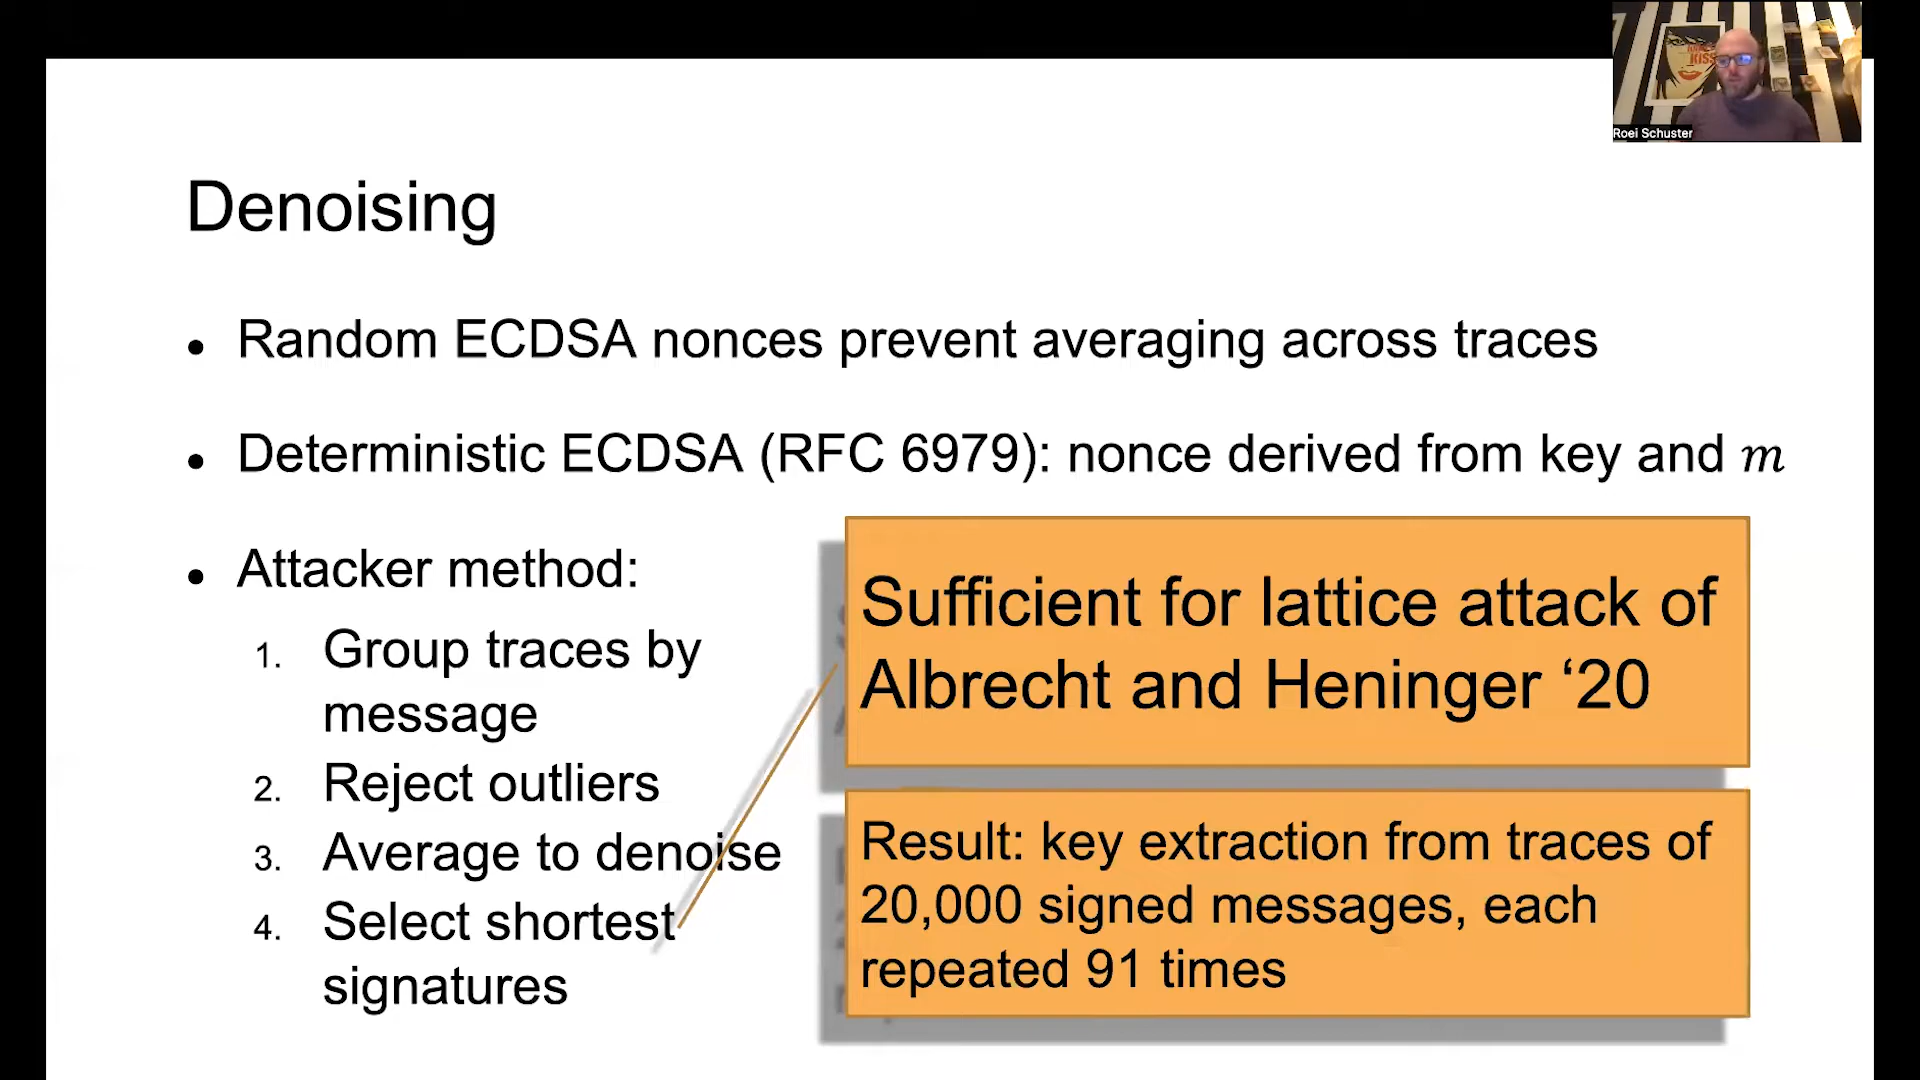 Roei Schuster
Denoising
• Random ECDSA nonces prevent averaging across traces
• Deterministic ECDSA (RFC 6979): nonce derived from key and m
• Attacker method:
1. Group traces by
message
2. Reject outliers
3. Average to denoise
4. Select shortest
signatures
Sufficient for lattice attack of
Albrecht and Heninger ‘20
Result: key extraction from traces of
20,000 signed messages, each
repeated 91 times